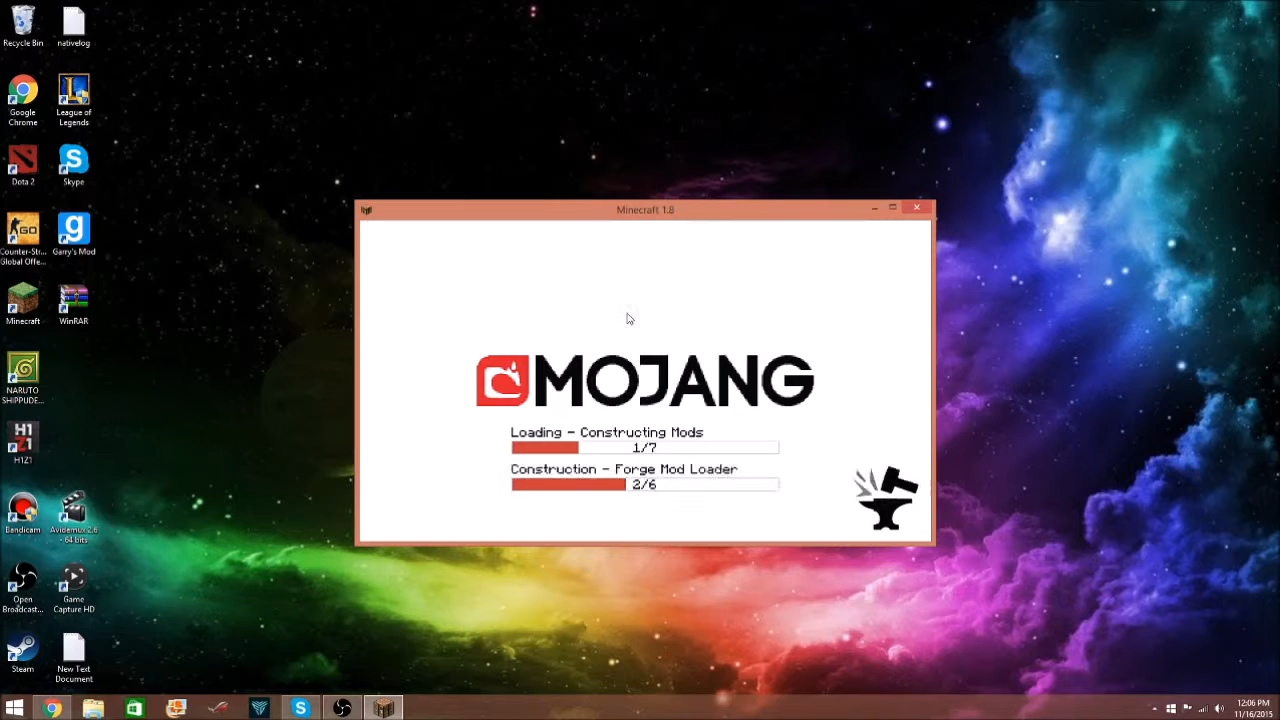 Recycle Bin
nativelog
Google
Chrome
League of
Legends
Dota 2
Skype
Counter-Str...
Global Offe...
Garry's Mod
Minecraft
WinRAR
NARUTO
SHIPPUDE...
H1
Z1
H1Z1
Bandicam
Avidemux 2.6
- 64 bits
Open
Broadcast...
Game
Capture HD
Steam
New Text
Document
Minecraft 1.8
MOJANG
Loading - Constructing Mods
1/7
Construction - Forge Mod Loader
2/6
12:06 PM
11/16/2015